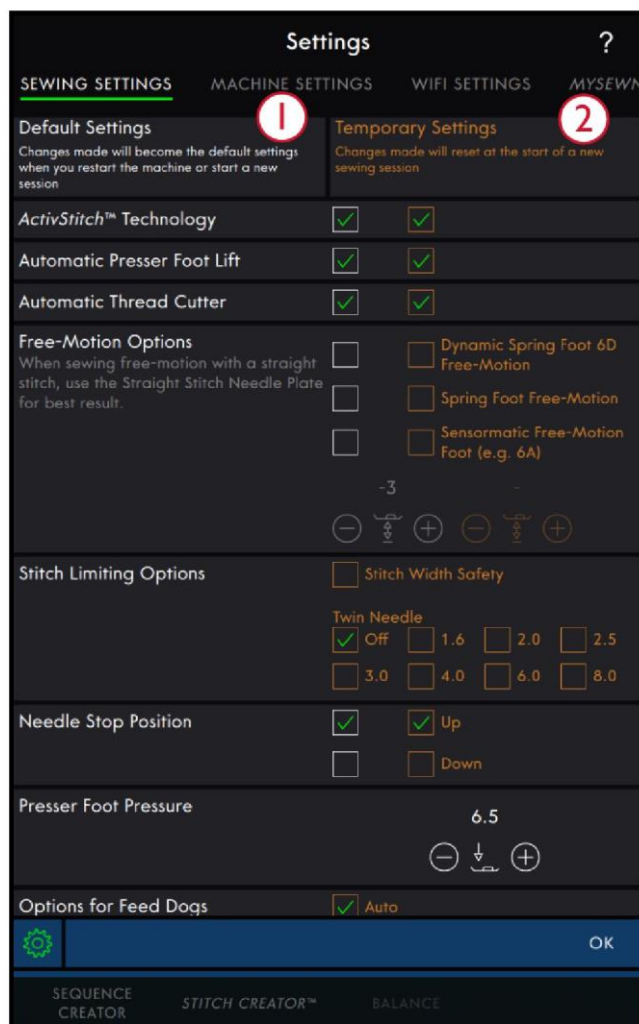 Settings ?
SEWING SETTINGS MACHINE SETTINGS WIFI SETTINGS MYSEWN
1 2
Default Settings
Changes made will become the default settings
when you restart the machine or start a new
session
Temporary Settings
Changes made will reset at the start of a new
sewing session
ActivStitch™ Technology
Automatic Presser Foot Lift
Automatic Thread Cutter
Free-Motion Options
When sewing free-motion with a straight
stitch, use the Straight Stitch Needle Plate
for best result.
Dynamic Spring Foot 6D
Free-Motion
Spring Foot Free-Motion
Sensormatic Free-Motion
Foot (e.g. 6A)
-3 -
Stitch Limiting Options
Stitch Width Safety
Twin Needle
Off 1.6 2.0 2.5
3.0 4.0 6.0 8.0
Needle Stop Position
Up
Down
Presser Foot Pressure
6.5
Options for Feed Dogs Auto
OK
SEQUENCE
CREATOR
STITCH CREATOR™
BALANCE